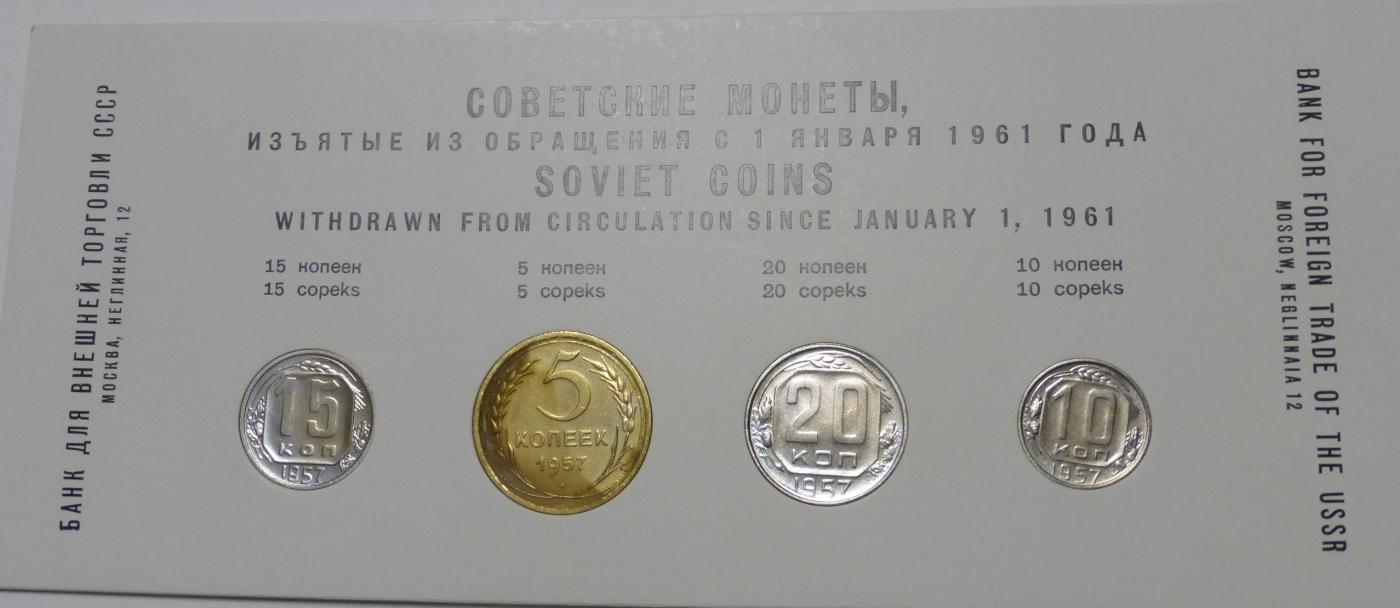 СОВЕТСКИЕ МОНЕТЫ,
ИЗЪЯТЫЕ ИЗ ОБРАЩЕНИЯ С 1 ЯНВАРЯ 1961 ГОДА
SOVIET COINS
WITHDRAWN FROM CIRCULATION SINCE JANUARY 1, 1961
БАНК ДЛЯ ВНЕШНЕЙ ТОРГОВЛИ СССР
МОСКВА, НЕГЛИННАЯ, 12
15 копеек
15 copeks
5 копеек
5 copeks
20 копеек
20 copeks
10 копеек
10 copeks
15
КОП
1957
5
КОПЕЕК
1957
20
КОП
1957
10
КОП
1957
BANK FOR FOREIGN TRADE OF THE USSR
MOSCOW, NEGLINNAIA 12